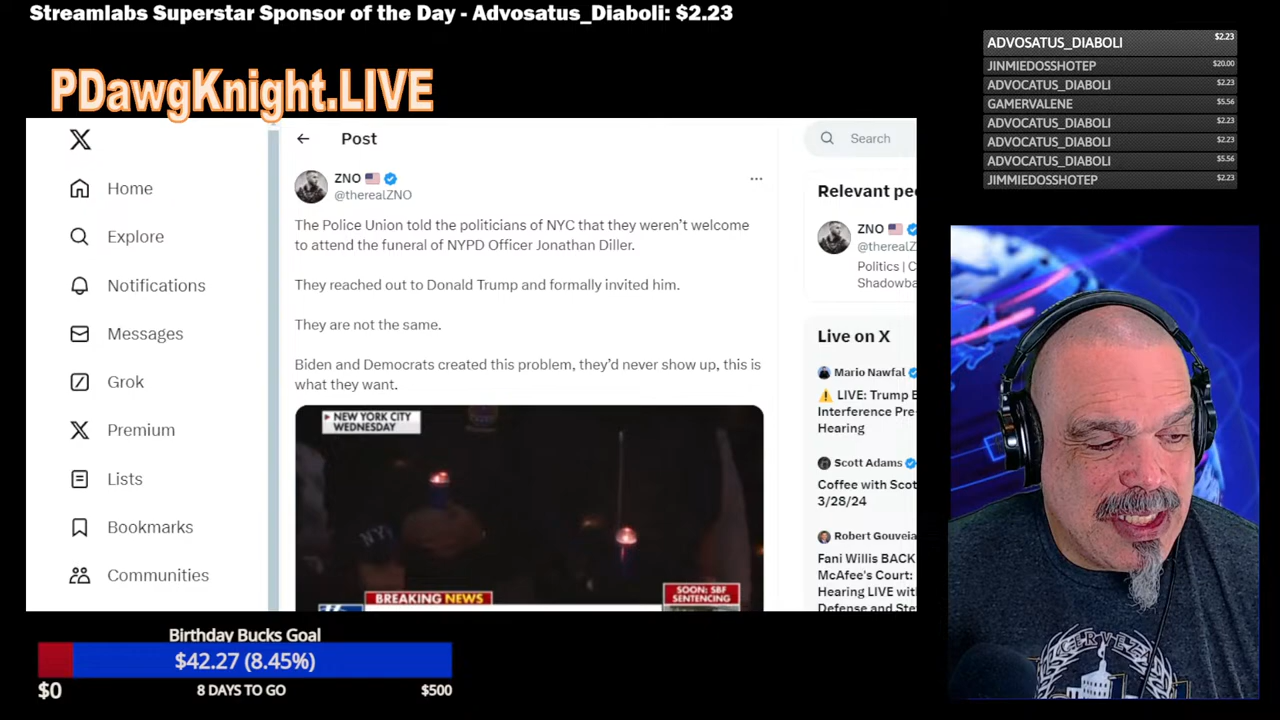 Streamlabs Superstar Sponsor of the Day - Advosatus_Diaboli: $2.23
PDawgKnight.LIVE
ADVOSATUS_DIABOLI $2.23
JINMIEDOSSHOTEP $20.00
ADVOCATUS_DIABOLI $2.23
GAMERVALENE $5.56
ADVOCATUS_DIABOLI $2.23
ADVOCATUS_DIABOLI $2.23
ADVOCATUS_DIABOLI $5.56
JIMMIEDOSSHOTEP $2.23
Home
Explore
Notifications
Messages
Grok
Premium
Lists
Bookmarks
Communities
Post
ZNO
@therealZNO
The Police Union told the politicians of NYC that they weren’t welcome
to attend the funeral of NYPD Officer Jonathan Diller.
They reached out to Donald Trump and formally invited him.
They are not the same.
Biden and Democrats created this problem, they’d never show up, this is
what they want.
NEW YORK CITY
WEDNESDAY
BREAKING NEWS
SOON: SBF
SENTENCING
Search
Relevant pe
ZNO
@therealZ
Politics | C
Shadowba
Live on X
Mario Nawfal
LIVE: Trump E
Interference Pre-
Hearing
Scott Adams
Coffee with Scot
3/28/24
Robert Gouveia
Fani Willis BACK
McAfee's Court:
Hearing LIVE with
Defense and Ste
CERVEZA
Birthday Bucks Goal
$42.27 (8.45%)
$0 8 DAYS TO GO $500